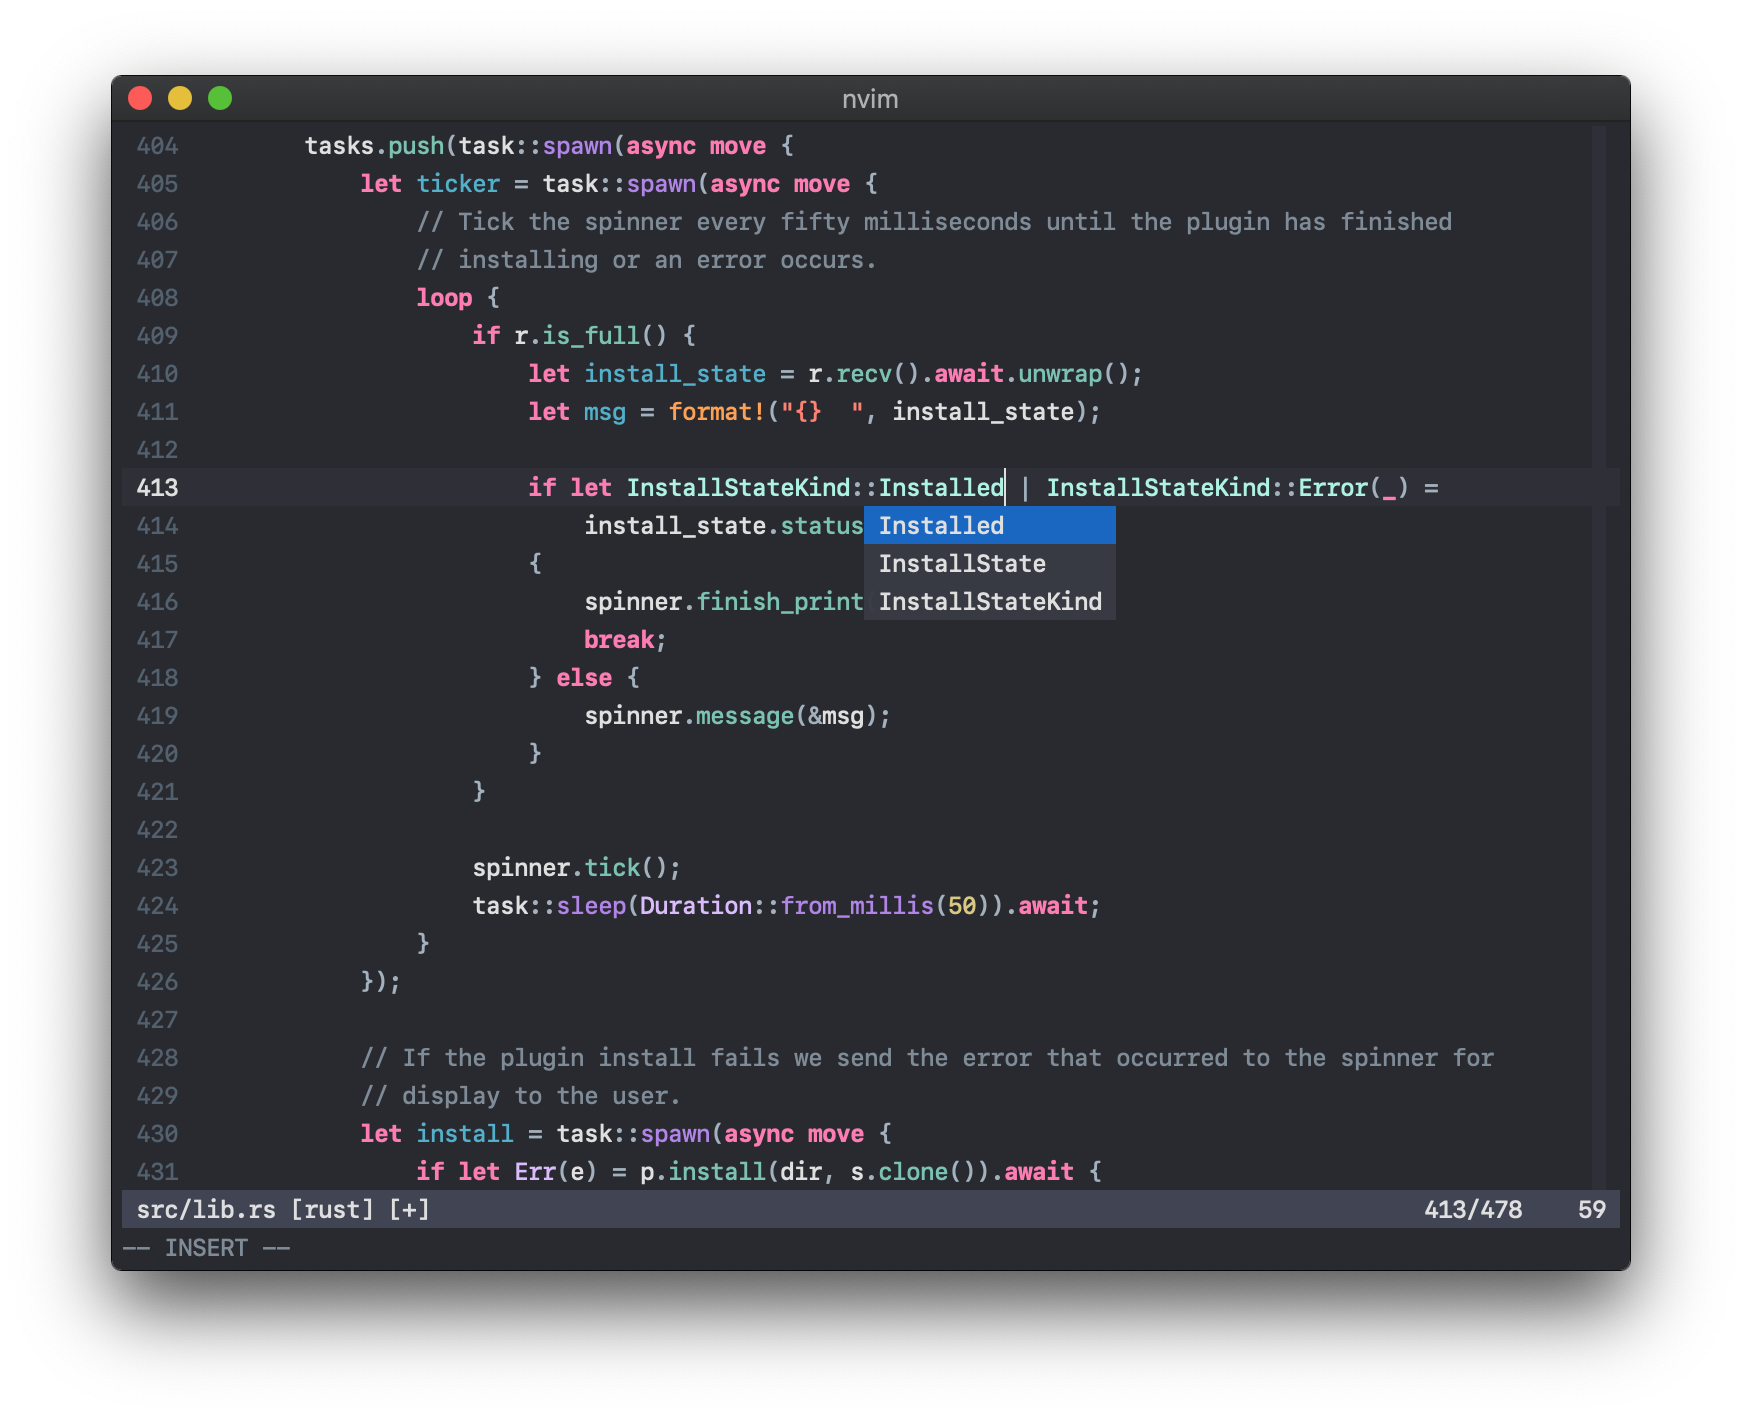 nvim
404         tasks.push(task::spawn(async move {
405             let ticker = task::spawn(async move {
406                 // Tick the spinner every fifty milliseconds until the plugin has finished
407                 // installing or an error occurs.
408                 loop {
409                     if r.is_full() {
410                         let install_state = r.recv().await.unwrap();
411                         let msg = format!("{}  ", install_state);
412
413                         if let InstallStateKind::Installed | InstallStateKind::Error(_) =
414                             install_state.status Installed
415                         { InstallState
416                             spinner.finish_print InstallStateKind
417                             break;
418                         } else {
419                             spinner.message(&msg);
420                         }
421                     }
422
423                     spinner.tick();
424                     task::sleep(Duration::from_millis(50)).await;
425                 }
426             });
427
428             // If the plugin install fails we send the error that occurred to the spinner for
429             // display to the user.
430             let install = task::spawn(async move {
431                 if let Err(e) = p.install(dir, s.clone()).await {
src/lib.rs [rust] [+] 413/478 59
-- INSERT --